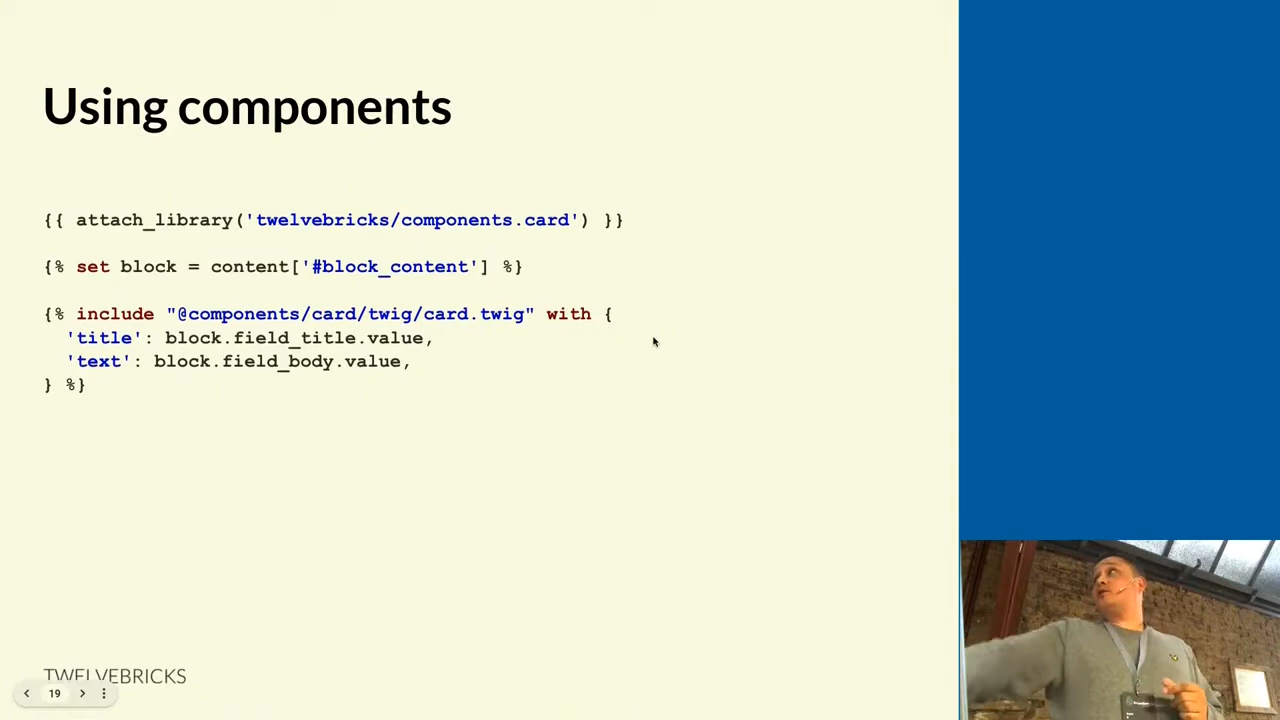 Using components
{{ attach_library('twelvebricks/components.card') }}
{% set block = content['#block_content'] %}
{% include "@components/card/twig/card.twig" with {
'title': block.field_title.value,
'text': block.field_body.value,
} %}
TWELVEBRICKS
19